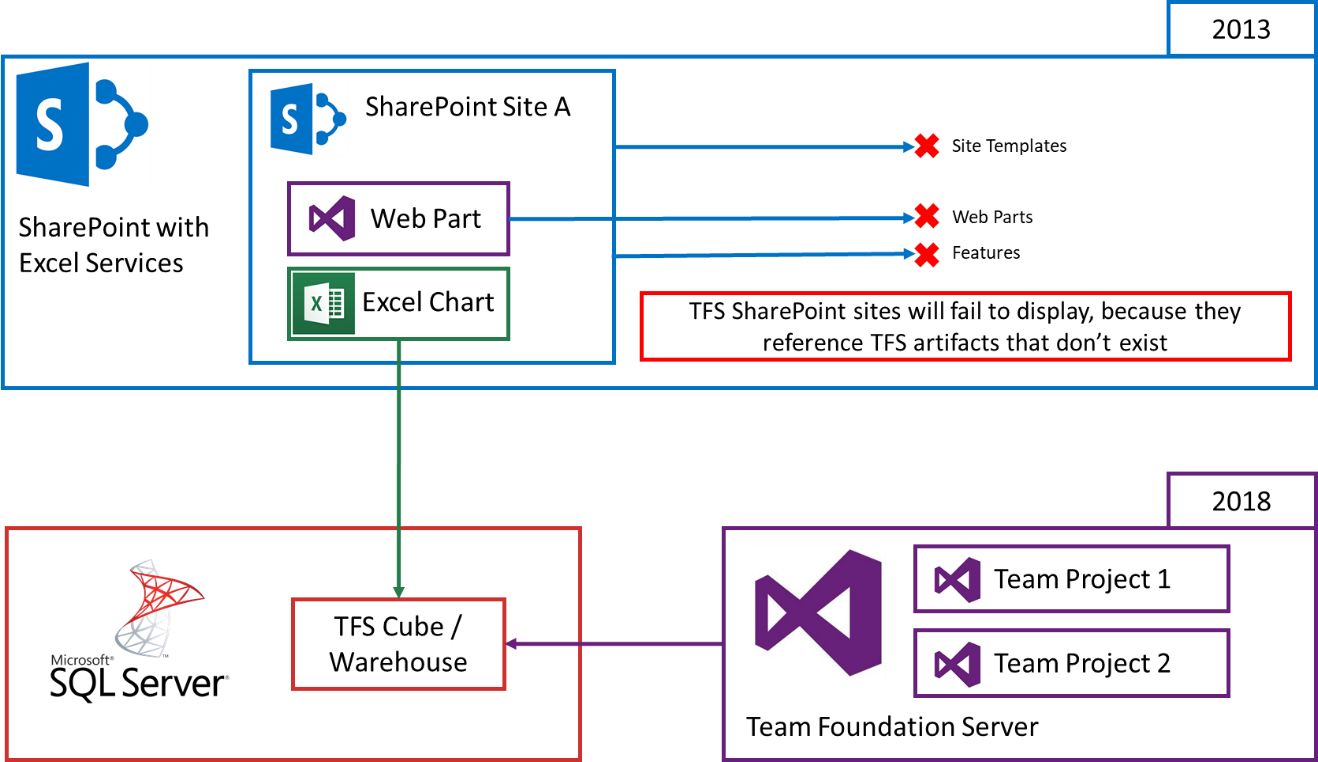 2013
SharePoint with
Excel Services
S
S
SharePoint Site A
Web Part
X
Excel Chart
Site Templates
Web Parts
Features
TFS SharePoint sites will fail to display, because they
reference TFS artifacts that don’t exist
Microsoft®
SQL Server®
TM
TFS Cube /
Warehouse
2018
Team Project 1
Team Project 2
Team Foundation Server